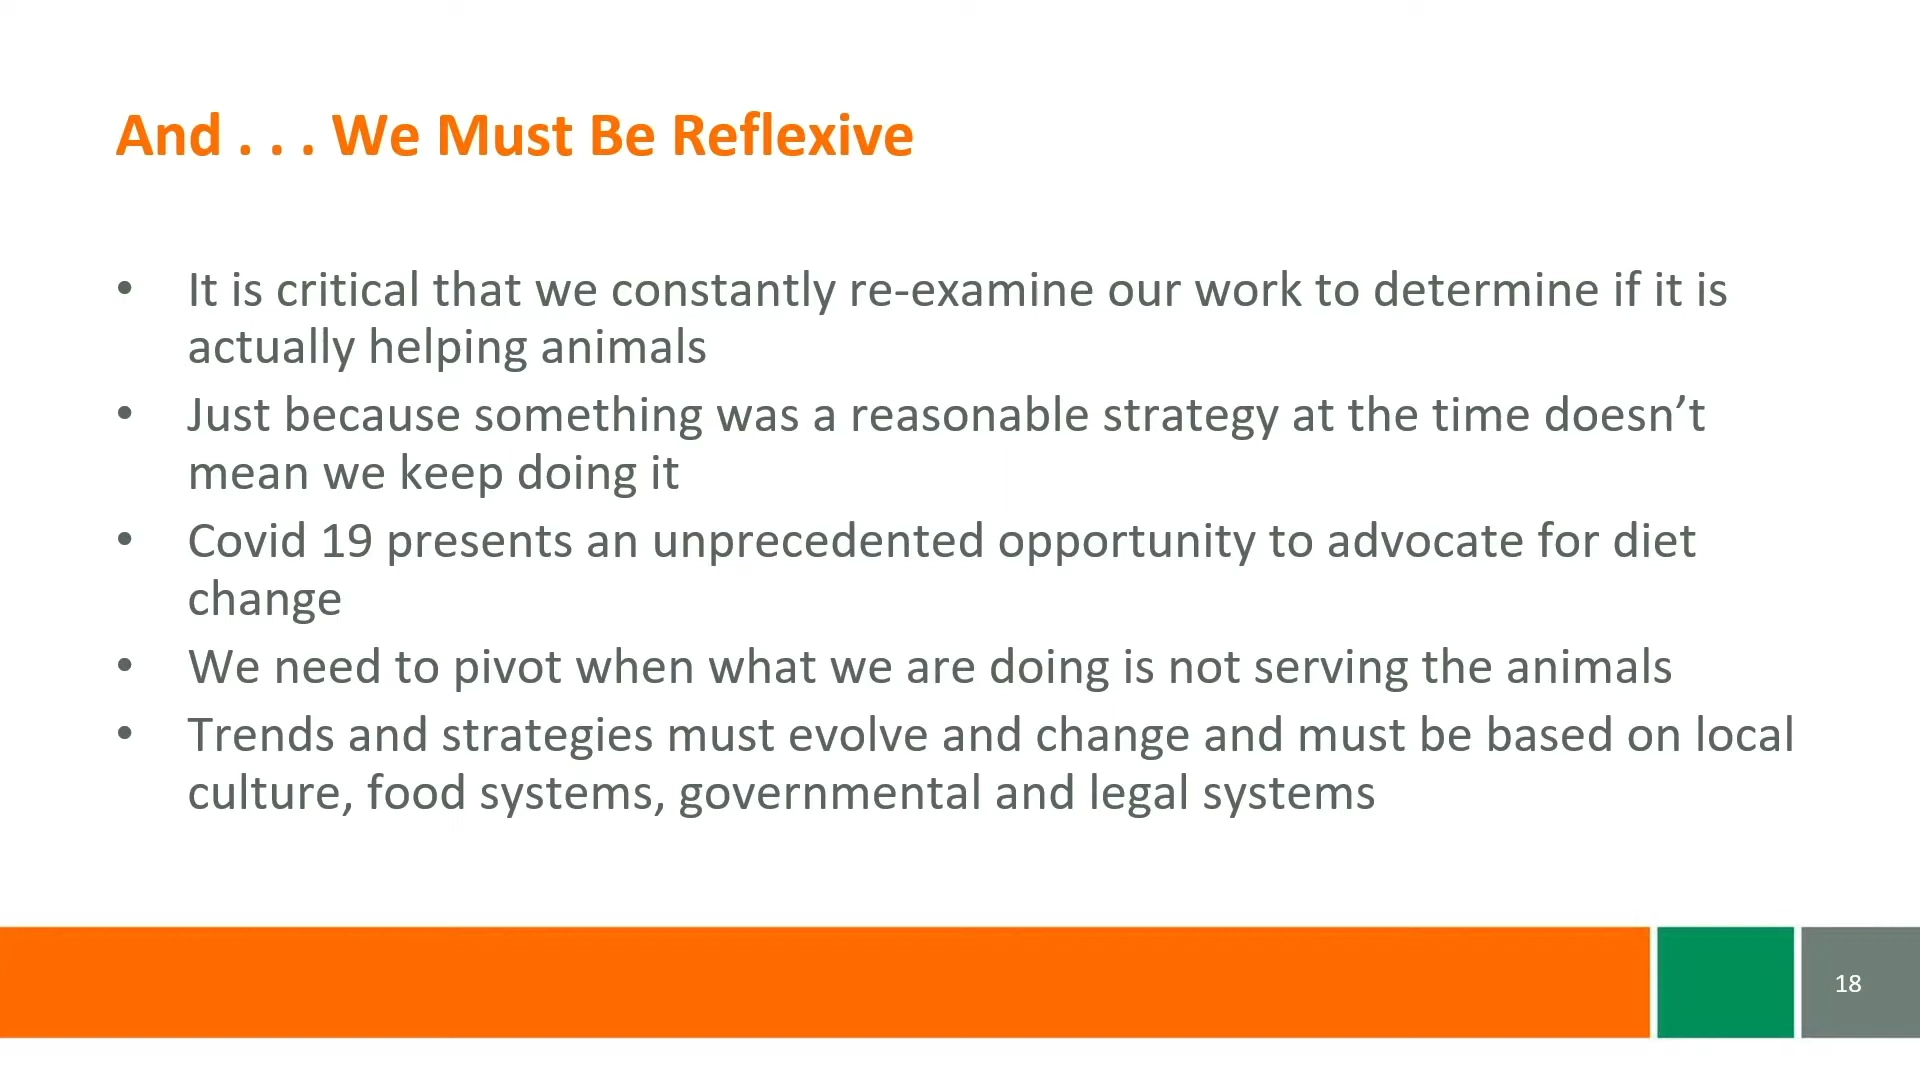 And . . . We Must Be Reflexive
• It is critical that we constantly re-examine our work to determine if it is
actually helping animals
• Just because something was a reasonable strategy at the time doesn’t
mean we keep doing it
• Covid 19 presents an unprecedented opportunity to advocate for diet
change
• We need to pivot when what we are doing is not serving the animals
• Trends and strategies must evolve and change and must be based on local
culture, food systems, governmental and legal systems
18